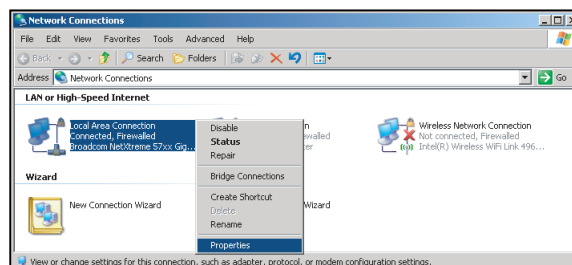 Network Connections
File Edit View Favorites Tools Advanced Help
Back Search Folders
Address Network Connections Go
LAN or High-Speed Internet
Local Area Connection
Connected, Firewalled
Broadcom NetXtreme 57xx Gig...
Disable
Status
Repair
Bridge Connections
Create Shortcut
Delete
Rename
Properties
Wireless Network Connection
Not connected, Firewalled
Intel(R) Wireless WiFi Link 496...
Wizard
New Connection Wizard
Wizard
View or change settings for this connection, such as adapter, protocol, or modem configuration settings.